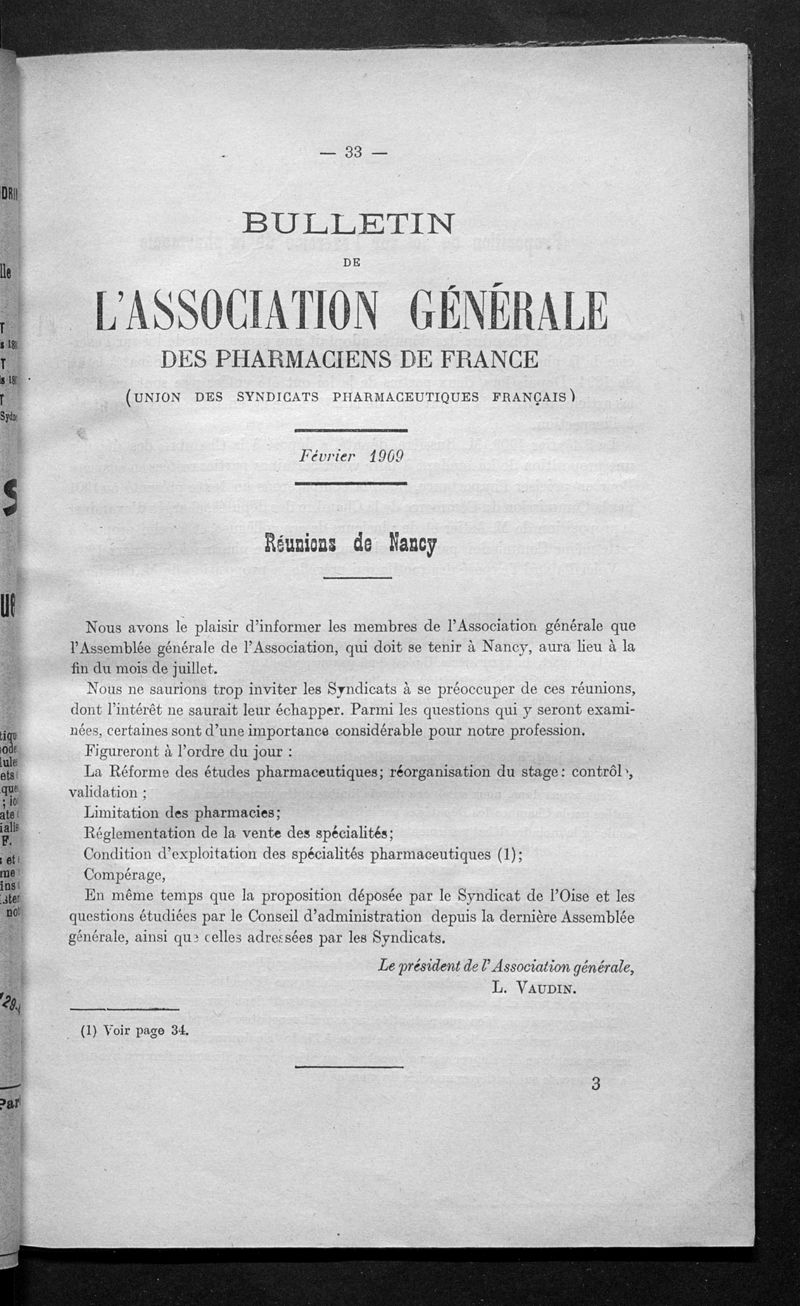 — 33 —
BULLETIN
DE
L'ASSOCIATION GÉNÉRALE
DES PHARMACIENS DE FRANCE
(UNION DES SYNDICATS PHARMACEUTIQUES FRANÇAIS)
Février 1909
Réunions de Nancy
Nous avons le plaisir d'informer les membres de l'Association générale que
l'Assemblée générale de l'Association, qui doit se tenir à Nancy, aura lieu à la
fin du mois de juillet.
Nous ne saurions trop inviter les Syndicats à se préoccuper de ces réunions,
dont l'intérêt ne saurait leur échapper. Parmi les questions qui y seront exami-
nées, certaines sont d'une importance considérable pour notre profession.
Figureront à l'ordre du jour :
La Réforme des études pharmaceutiques; réorganisation du stage: contrôl',
validation ;
Limitation des pharmacies;
Réglementation de la vente des spécialités;
Condition d'exploitation des spécialités pharmaceutiques (1);
Compérage,
En même temps que la proposition déposée par le Syndicat de l'Oise et les
questions étudiées par le Conseil d'administration depuis la dernière Assemblée
générale, ainsi que celles adressées par les Syndicats.
Le président de l'Association générale,
L. VAUDIN.
(1) Voir page 34.
3